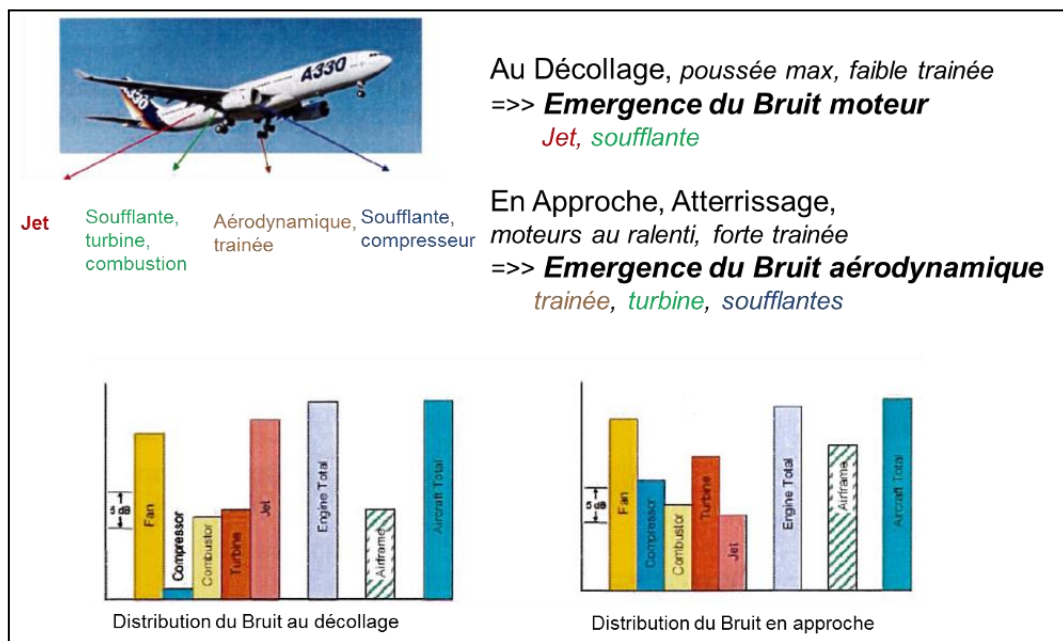 A330
A330
Au Décollage, poussée max, faible trainée
=>> Emergence du Bruit moteur
Jet, soufflante
En Approche, Atterrissage,
moteurs au ralenti, forte trainée
=>> Emergence du Bruit aérodynamique
trainée, turbine, soufflantes
Jet
Soufflante,
turbine,
combustion
Aérodynamique,
trainée
Soufflante,
compresseur
5 dB
Fan
Compressor
Combustor
Turbine
Jet
Engine Total
Airframe
Aircraft Total
Distribution du Bruit au décollage
5 dB
Fan
Compressor
Combustor
Turbine
Jet
Engine Total
Airframe
Aircraft Total
Distribution du Bruit en approche